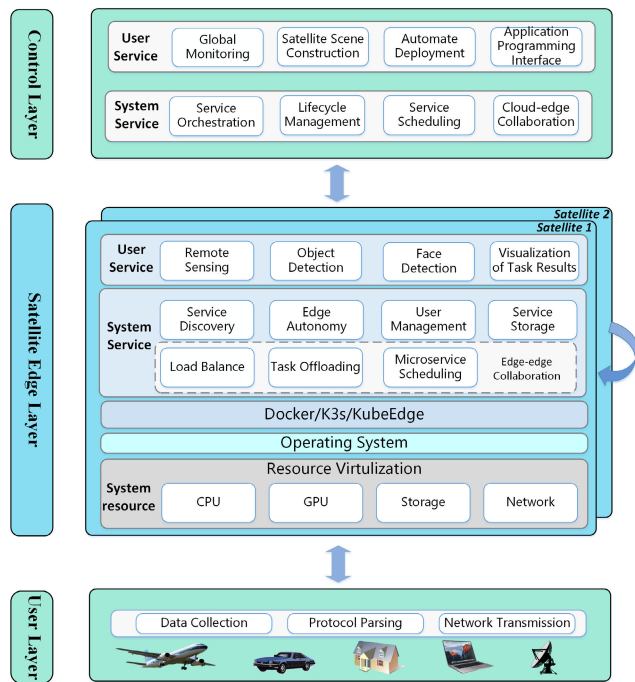 Control Layer
User
Service
Global
Monitoring
Satellite Scene
Construction
Automate
Deployment
Application
Programming
Interface
System
Service
Service
Orchestration
Lifecycle
Management
Service
Scheduling
Cloud-edge
Collaboration
Satellite Edge Layer
Satellite 2
Satellite 1
User
Service
Remote
Sensing
Object
Detection
Face
Detection
Visualization
of Task Results
System
Service
Service
Discovery
Edge
Autonomy
User
Management
Service
Storage
Load Balance
Task Offloading
Microservice
Scheduling
Edge-edge
Collaboration
Docker/K3s/KubeEdge
Operating System
Resource Virtulization
System
resource
CPU
GPU
Storage
Network
User Layer
Data Collection
Protocol Parsing
Network Transmission